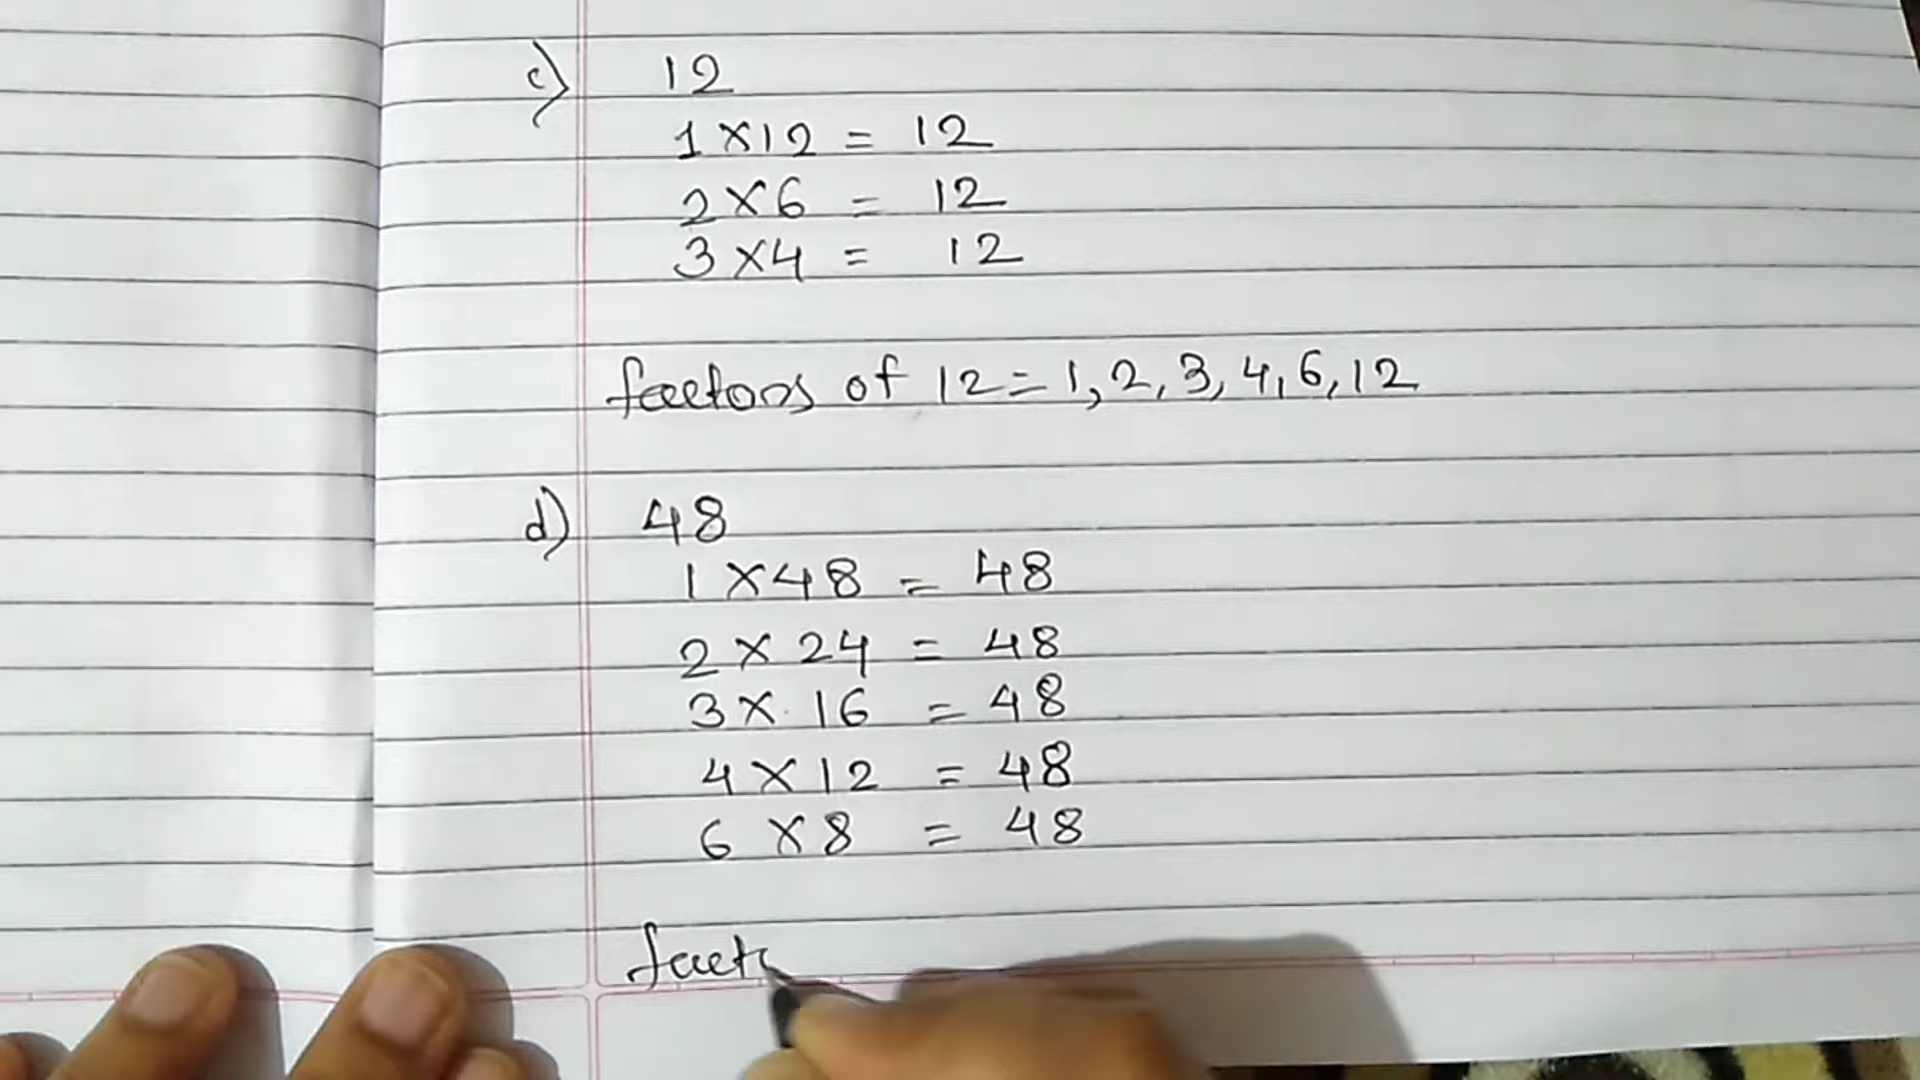 c) 12
1 × 12 = 12
2 × 6 = 12
3 × 4 = 12
factors of 12 = 1, 2, 3, 4, 6, 12
d) 48
1 × 48 = 48
2 × 24 = 48
3 × 16 = 48
4 × 12 = 48
6 × 8 = 48
facto